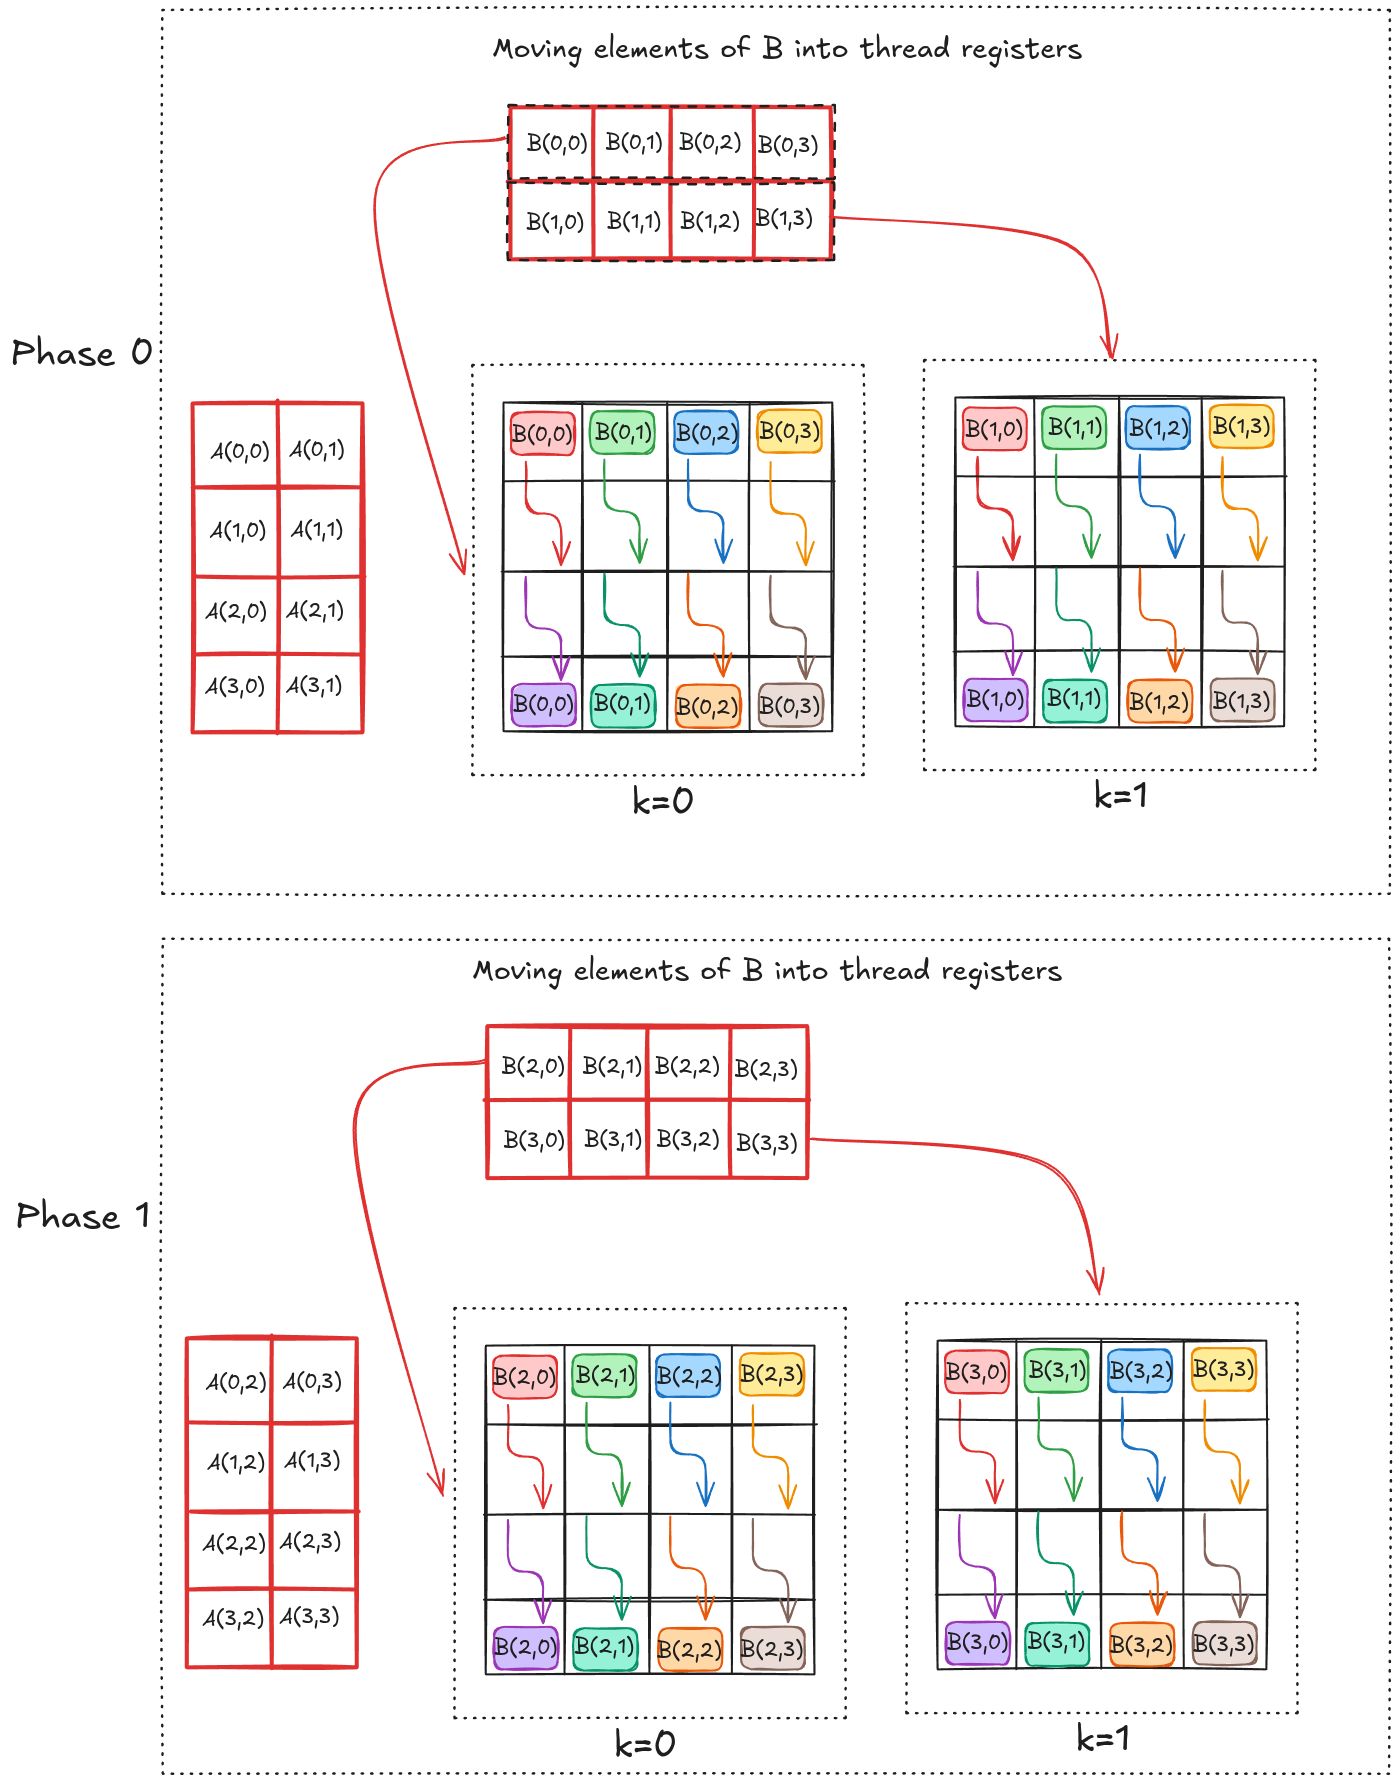 Moving elements of B into thread registers
B(0,0) B(0,1) B(0,2) B(0,3)
B(1,0) B(1,1) B(1,2) B(1,3)
Phase 0
A(0,0) A(0,1)
A(1,0) A(1,1)
A(2,0) A(2,1)
A(3,0) A(3,1)
B(0,0) B(0,1) B(0,2) B(0,3)
B(0,0) B(0,1) B(0,2) B(0,3)
k=0
B(1,0) B(1,1) B(1,2) B(1,3)
B(1,0) B(1,1) B(1,2) B(1,3)
k=1
Moving elements of B into thread registers
B(2,0) B(2,1) B(2,2) B(2,3)
B(3,0) B(3,1) B(3,2) B(3,3)
Phase 1
A(0,2) A(0,3)
A(1,2) A(1,3)
A(2,2) A(2,3)
A(3,2) A(3,3)
B(2,0) B(2,1) B(2,2) B(2,3)
B(2,0) B(2,1) B(2,2) B(2,3)
k=0
B(3,0) B(3,1) B(3,2) B(3,3)
B(3,0) B(3,1) B(3,2) B(3,3)
k=1